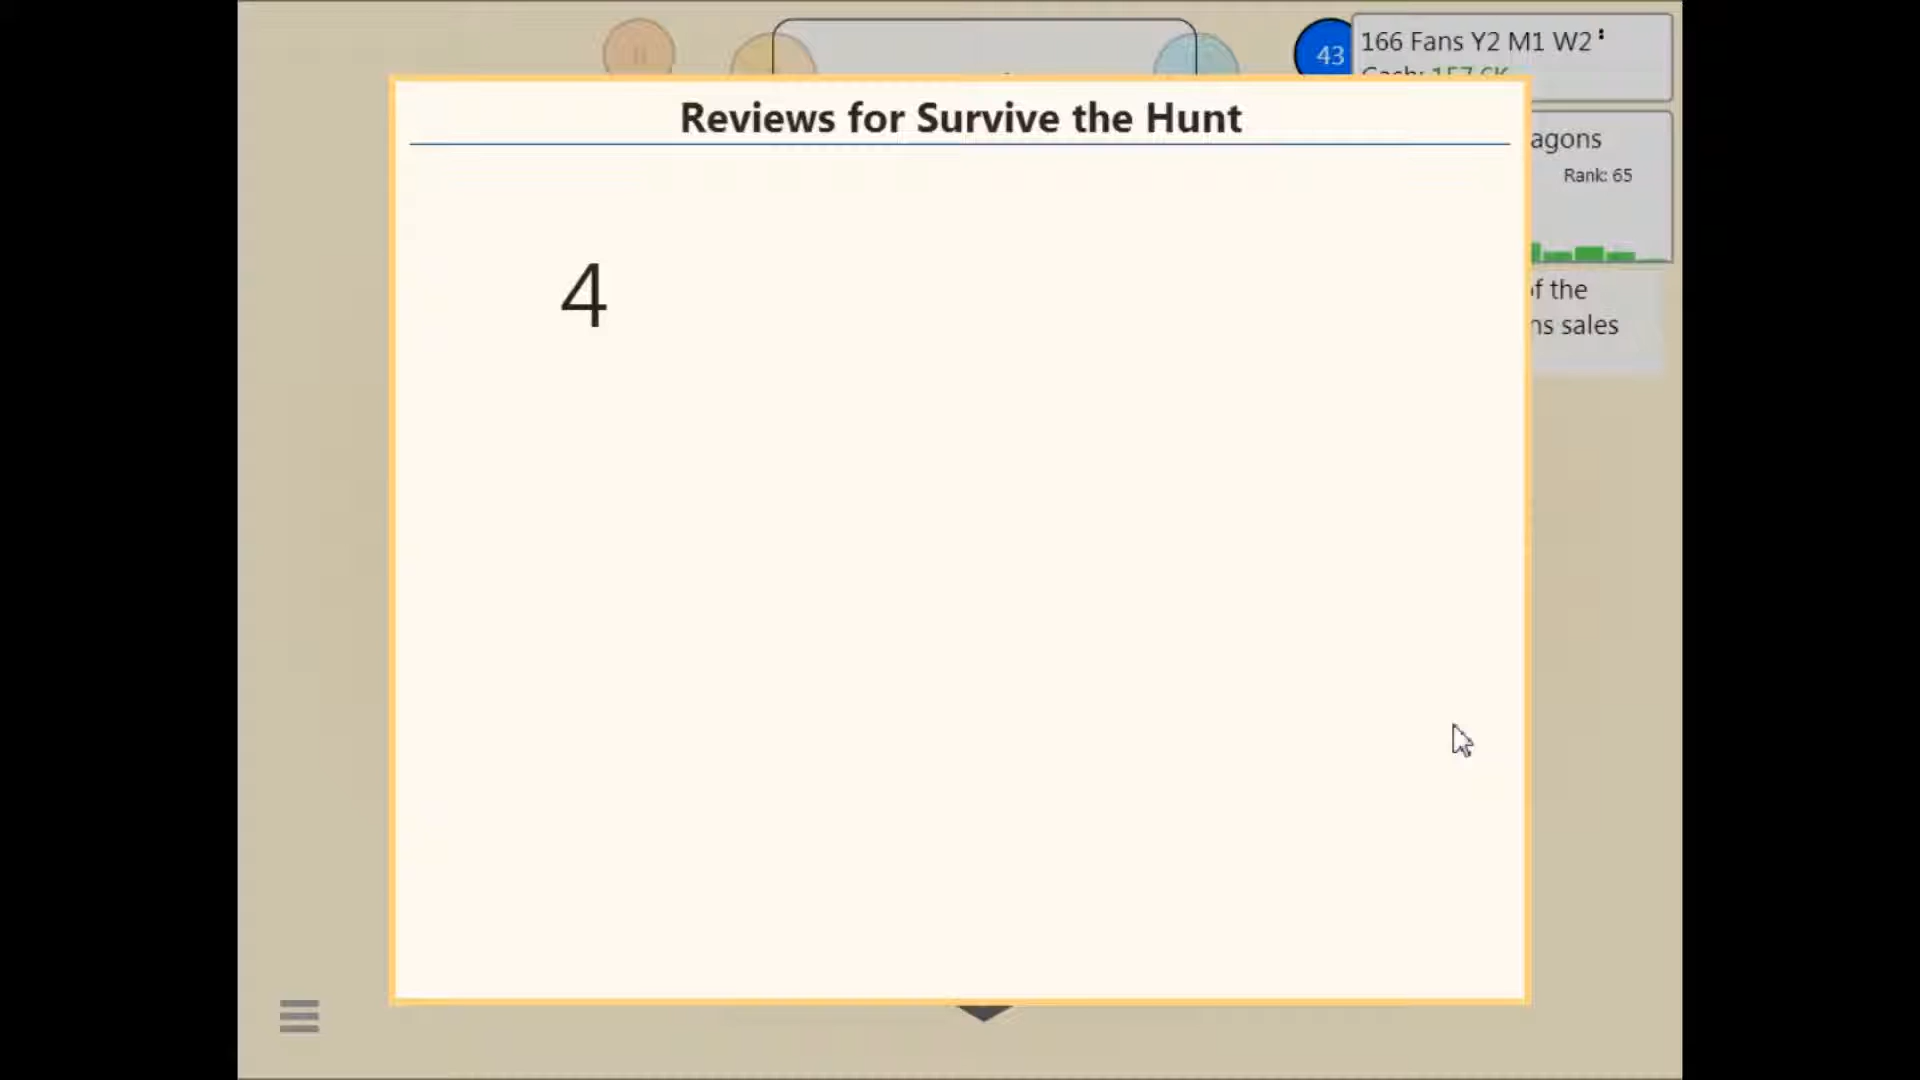 43
166 Fans Y2 M1 W2
Reviews for Survive the Hunt
agons
Rank: 65
4
f the
ns sales